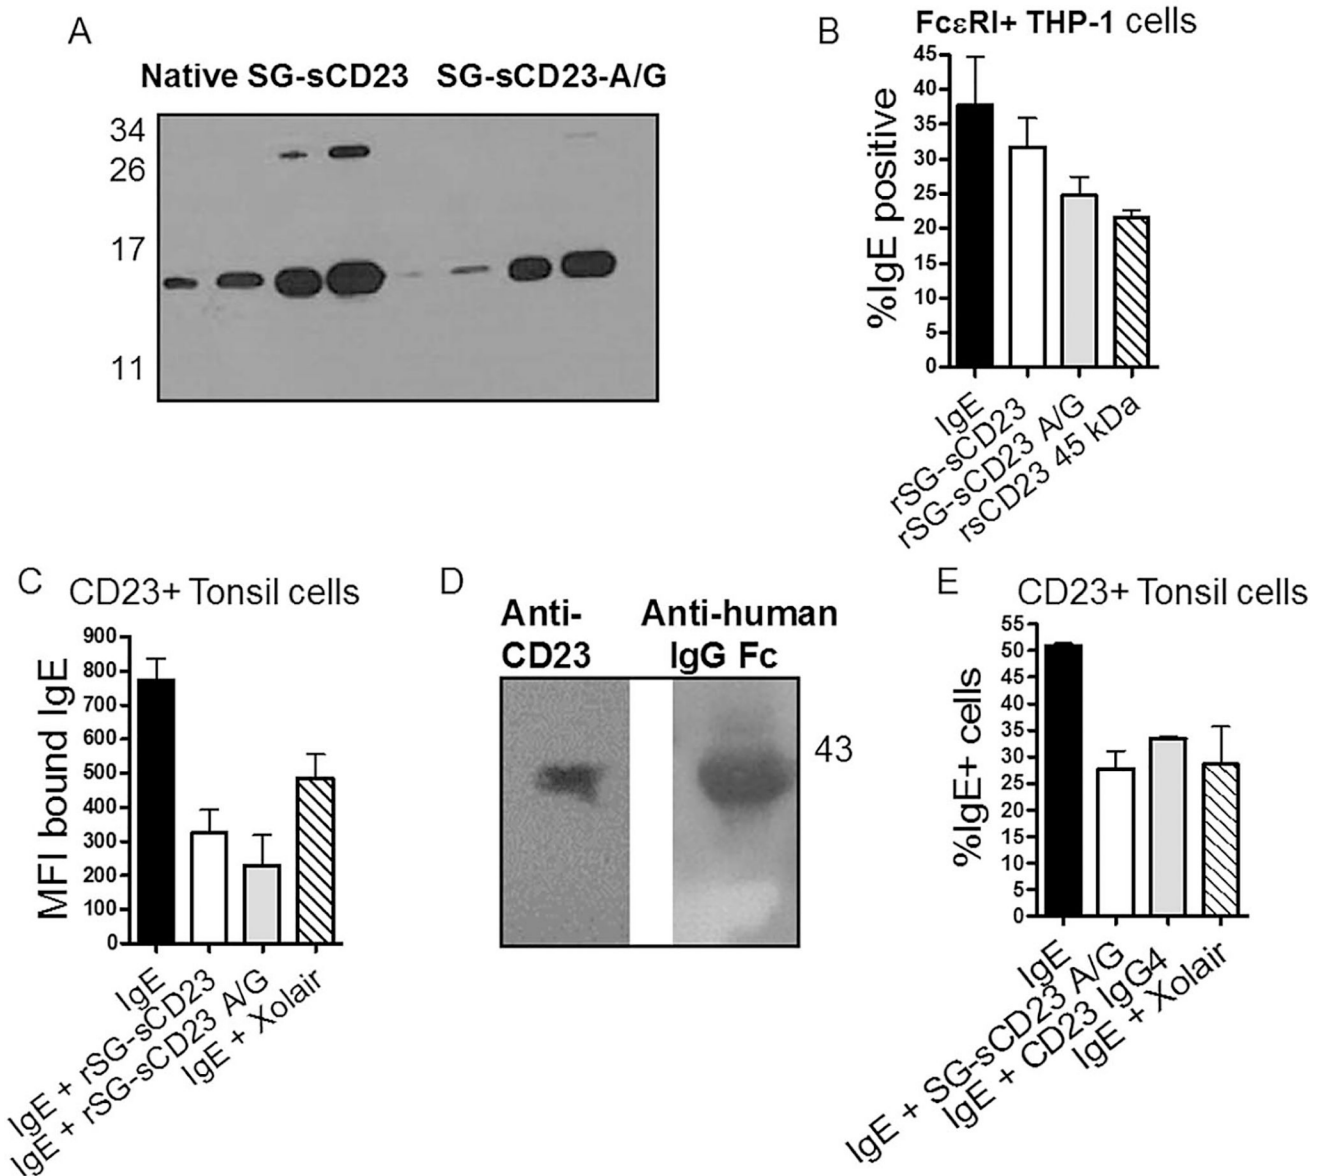 A
Native SG-sCD23 SG-sCD23-A/G
34
26
17
11
B
FcεRI+ THP-1 cells
%IgE positive
45
40
35
30
25
20
15
10
5
0
IgE
rSG-sCD23
rSG-sCD23 A/G
rsCD23 45 kDa
C
CD23+ Tonsil cells
MFI bound IgE
900
800
700
600
500
400
300
200
100
0
IgE
IgE + rSG-sCD23
IgE + rSG-sCD23 A/G
IgE + Xolair
D
Anti-
CD23
Anti-human
IgG Fc
43
E
CD23+ Tonsil cells
%IgE+ cells
55
50
45
40
35
30
25
20
15
10
5
0
IgE
IgE + SG-sCD23 A/G
IgE + CD23 IgG4
IgE + Xolair